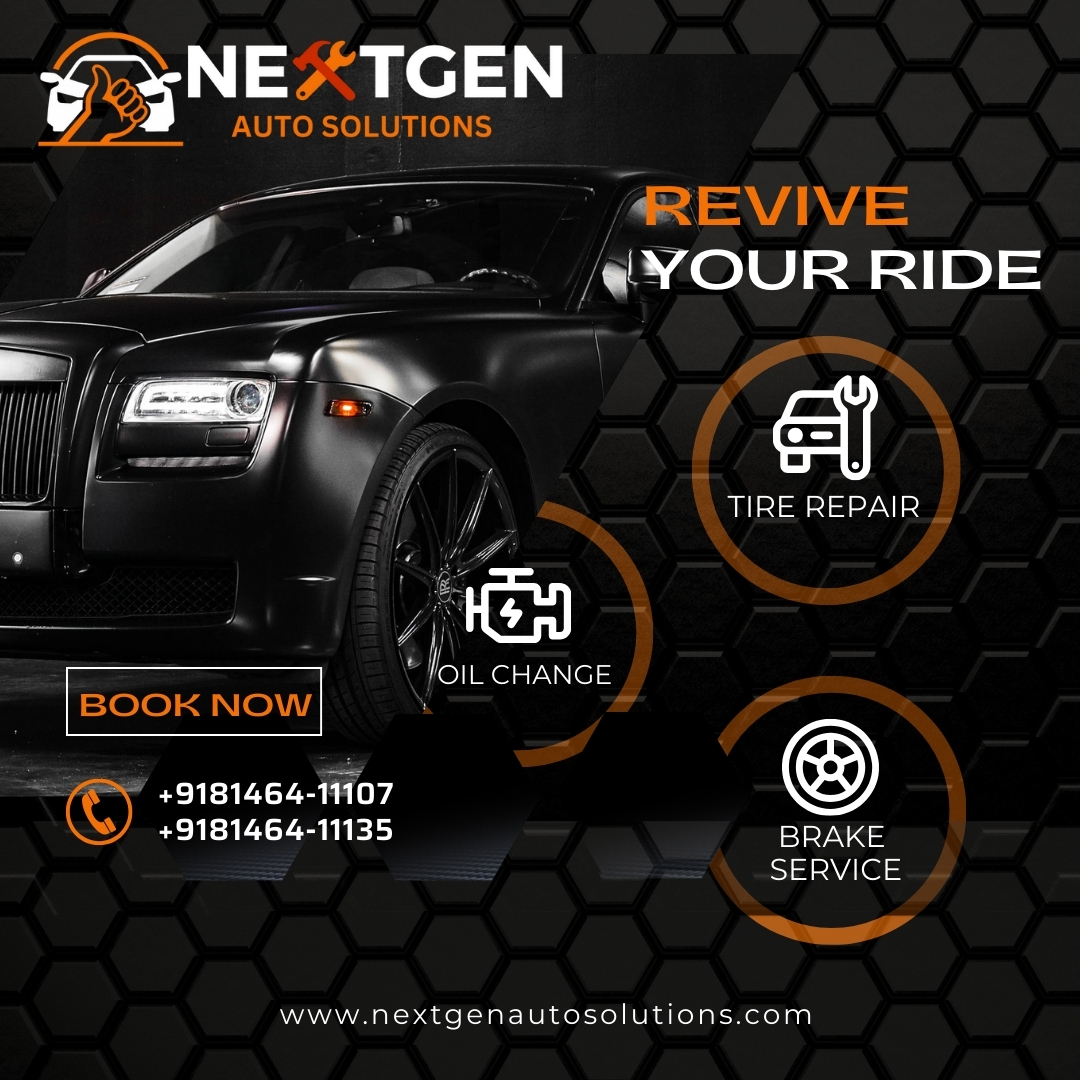 NEXTGEN
AUTO SOLUTIONS
REVIVE
YOUR RIDE
TIRE REPAIR
OIL CHANGE
BOOK NOW
+9181464-11107
+9181464-11135
BRAKE
SERVICE
www.nextgenautosolutions.com